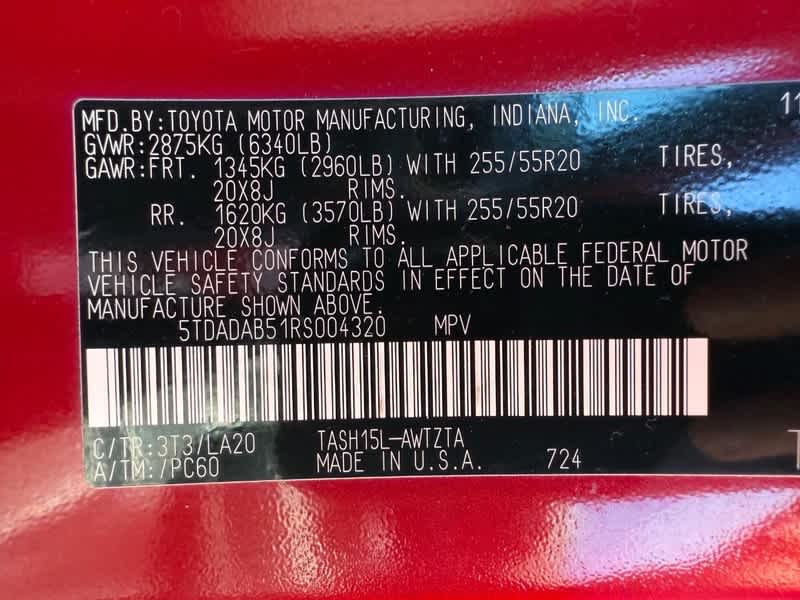 MFD.BY:TOYOTA MOTOR MANUFACTURING, INDIANA, INC. 11
GVWR:2875KG (6340LB)
GAWR:FRT. 1345KG (2960LB) WITH 255/55R20 TIRES,
20X8J RIMS.
RR. 1620KG (3570LB) WITH 255/55R20 TIRES,
20X8J RIMS.
THIS VEHICLE CONFORMS TO ALL APPLICABLE FEDERAL MOTOR
VEHICLE SAFETY STANDARDS IN EFFECT ON THE DATE OF
MANUFACTURE SHOWN ABOVE.
5TDADAB51RS004320 MPV
C/TR:3T3/LA20 TASH15L-AWTZTA
A/TM:/PC60 MADE IN U.S.A. 724